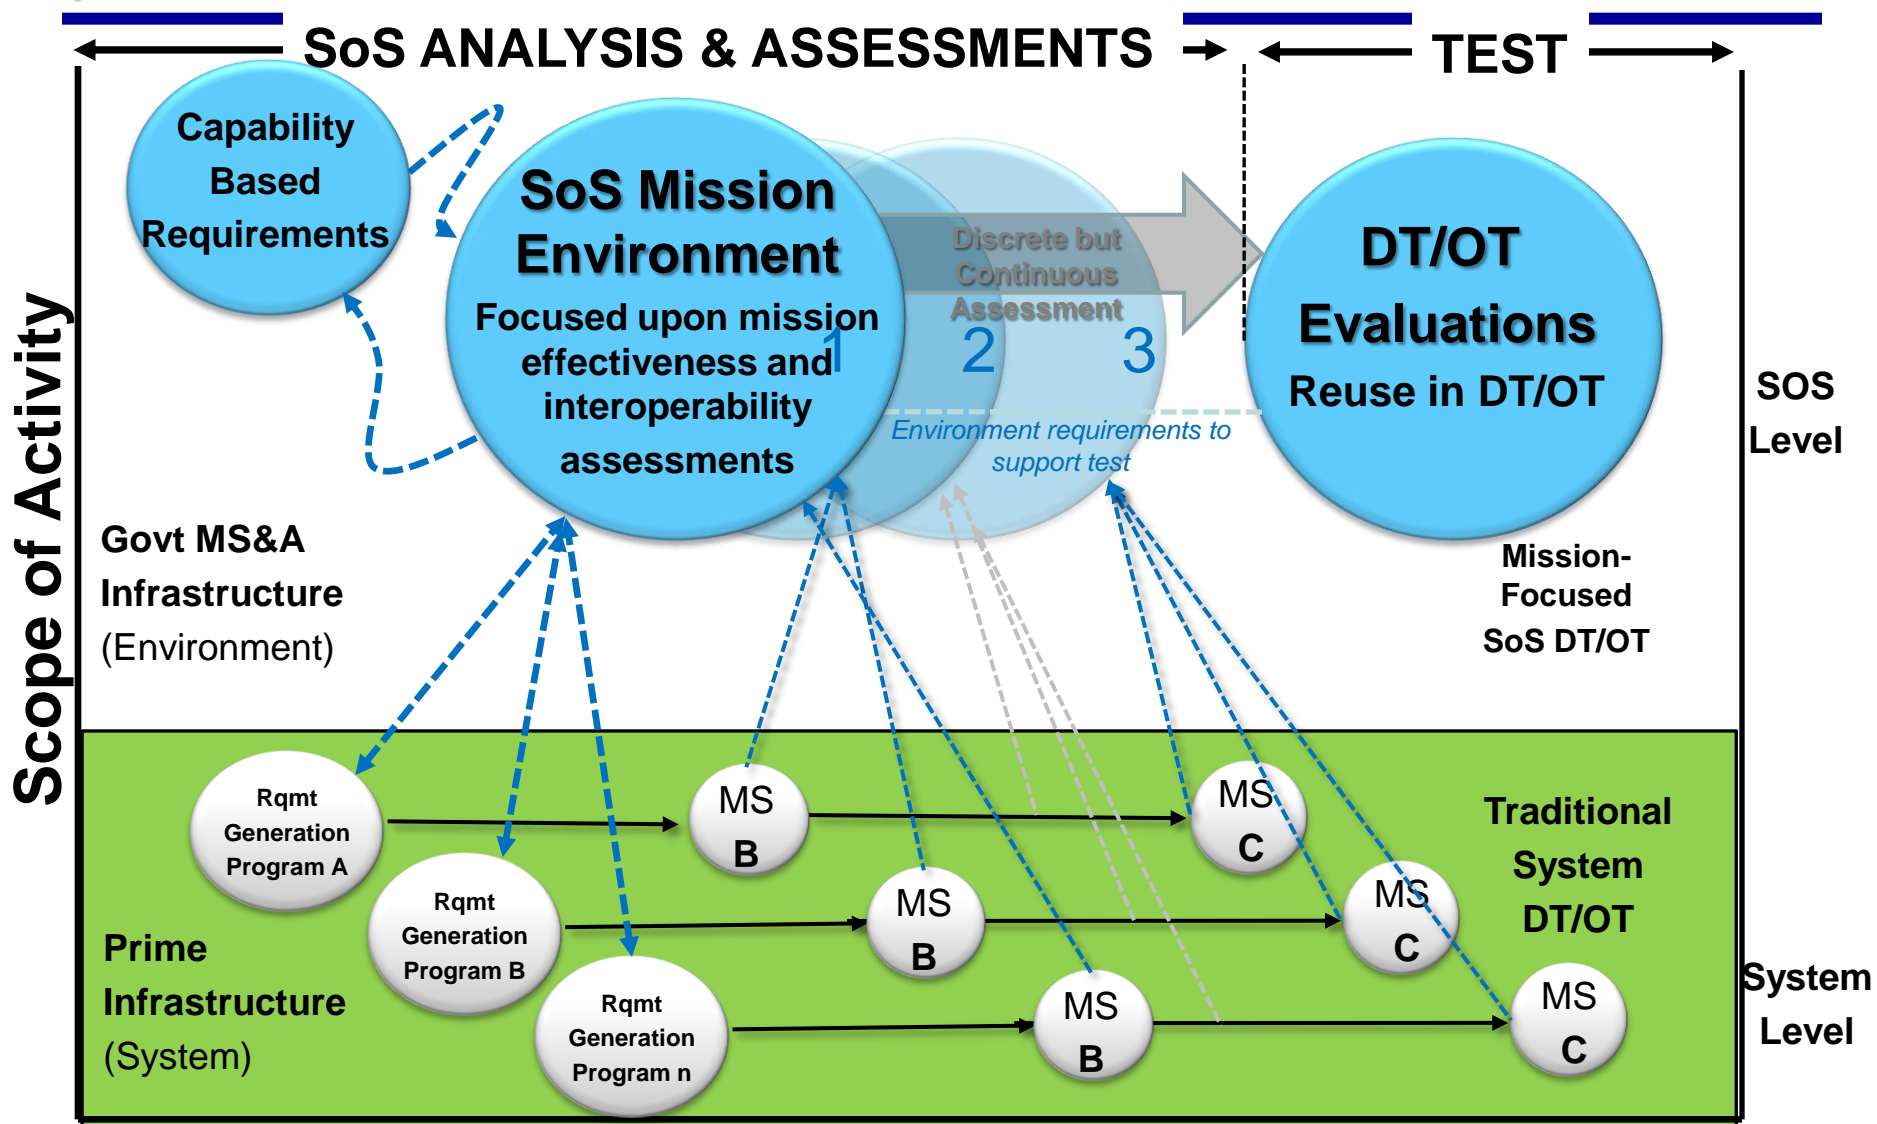 SoS ANALYSIS & ASSESSMENTS
TEST
Scope of Activity
Capability
Based
Requirements
SoS Mission
Environment
Focused upon mission
effectiveness and
interoperability
assessments
1
2
3
Discrete but
Continuous
Assessment
Environment requirements to
support test
DT/OT
Evaluations
Reuse in DT/OT
SOS
Level
Govt MS&A
Infrastructure
(Environment)
Mission-
Focused
SoS DT/OT
Rqmt
Generation
Program A
MS
B
MS
C
Rqmt
Generation
Program B
MS
B
MS
C
Rqmt
Generation
Program n
MS
B
MS
C
Traditional
System
DT/OT
Prime
Infrastructure
(System)
System
Level